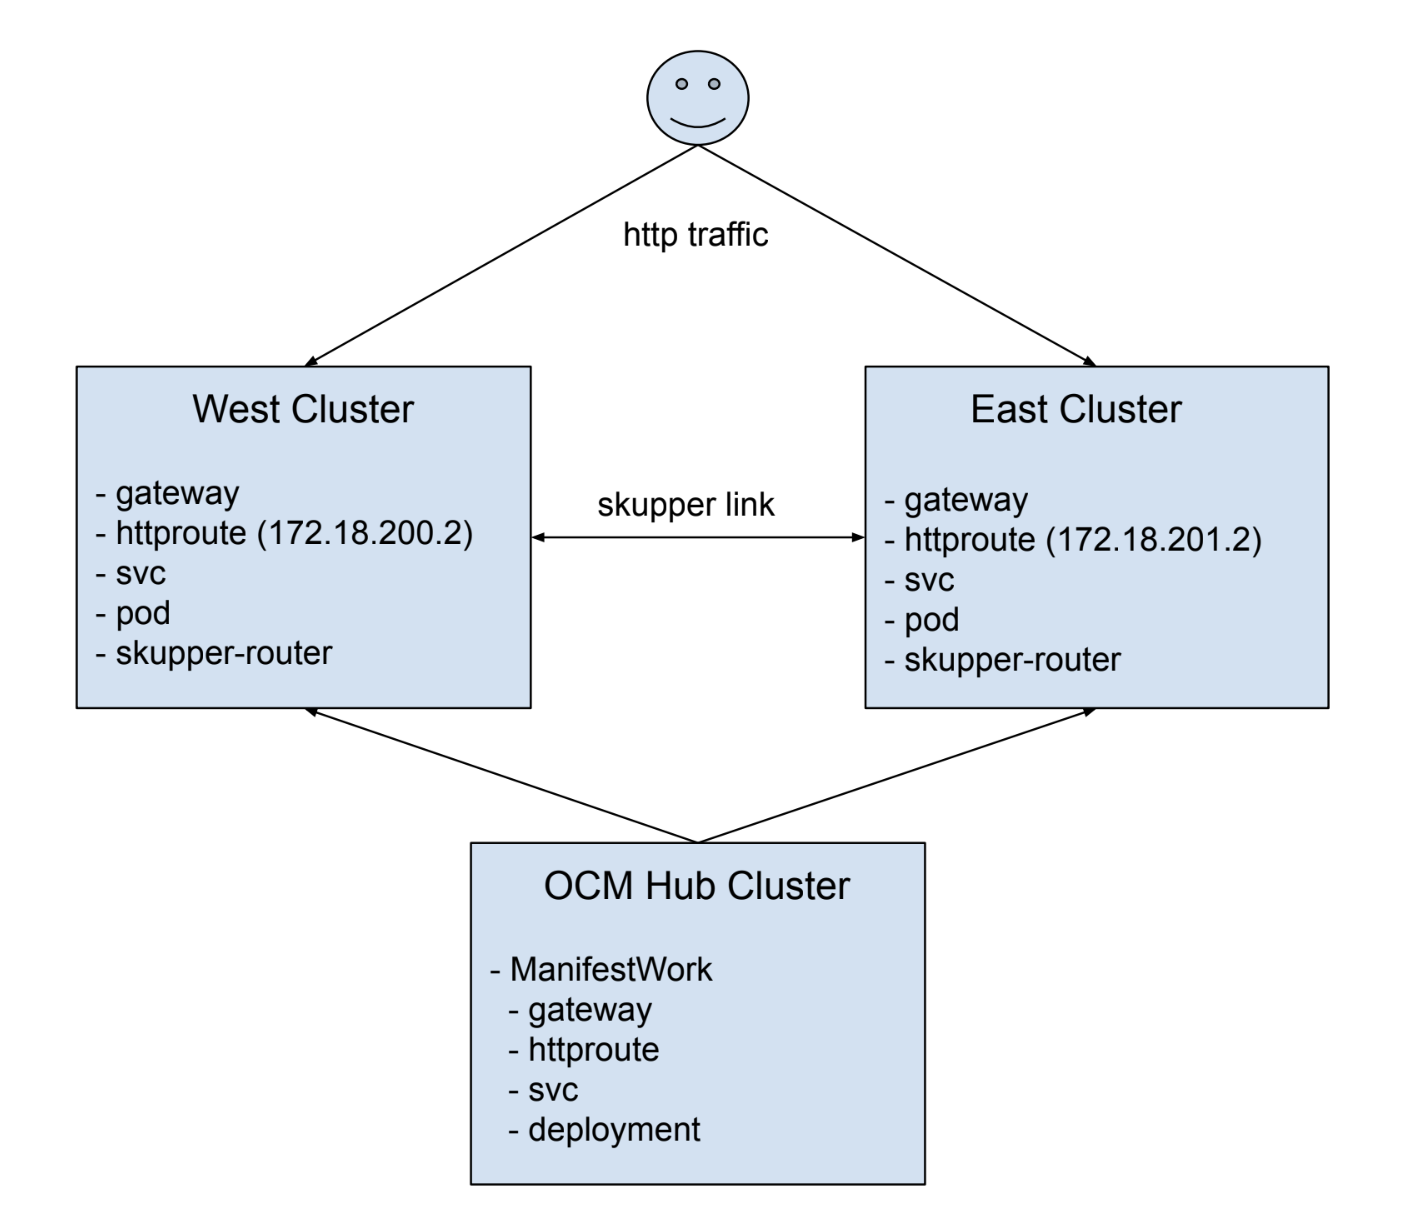 http traffic
West Cluster
- gateway
- httproute (172.18.200.2)
- svc
- pod
- skupper-router
skupper link
East Cluster
- gateway
- httproute (172.18.201.2)
- svc
- pod
- skupper-router
OCM Hub Cluster
- ManifestWork
- gateway
- httproute
- svc
- deployment